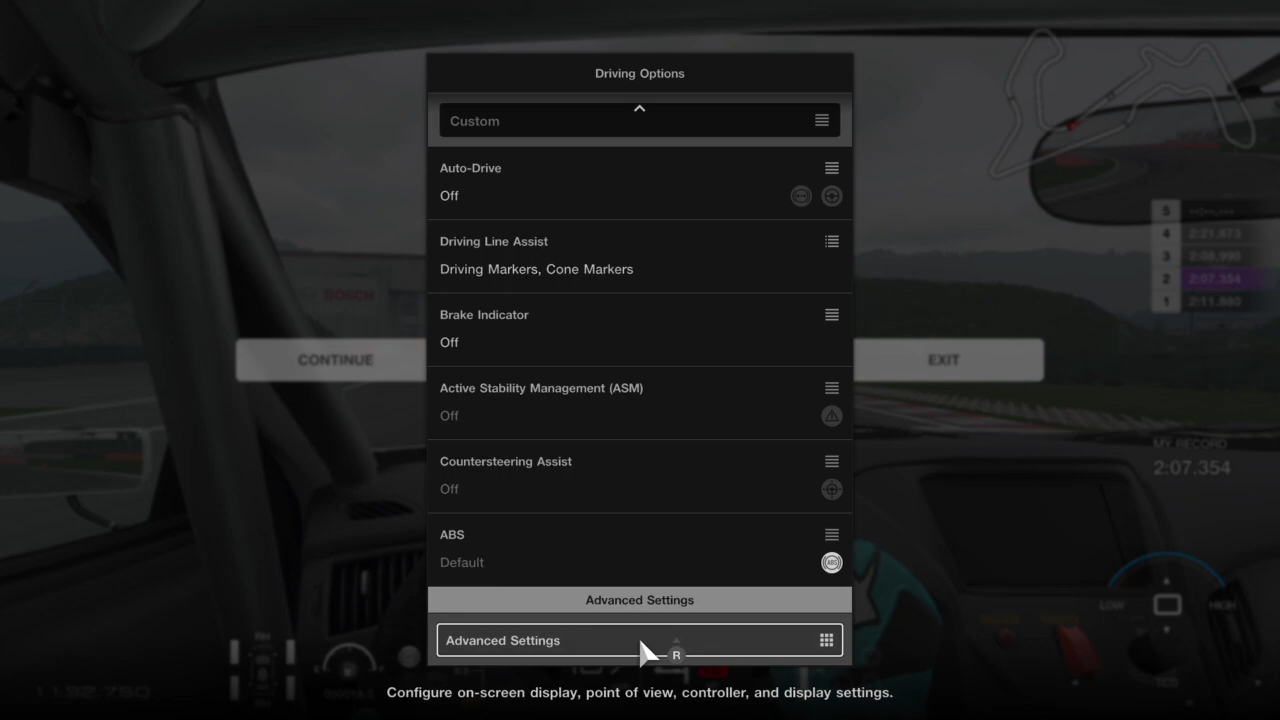 Driving Options
Custom
Auto-Drive
Off
Driving Line Assist
Driving Markers, Cone Markers
Brake Indicator
Off
Active Stability Management (ASM)
Off
Countersteering Assist
Off
ABS
Default
ABS
Advanced Settings
Advanced Settings
R
Configure on-screen display, point of view, controller, and display settings.
CONTINUE
EXIT
BOSCH
5 --:--.---
4 2:21.673
3 2:08.990
2 2:07.354
1 2:11.880
MY RECORD
2:07.354
LOW
HIGH
RH